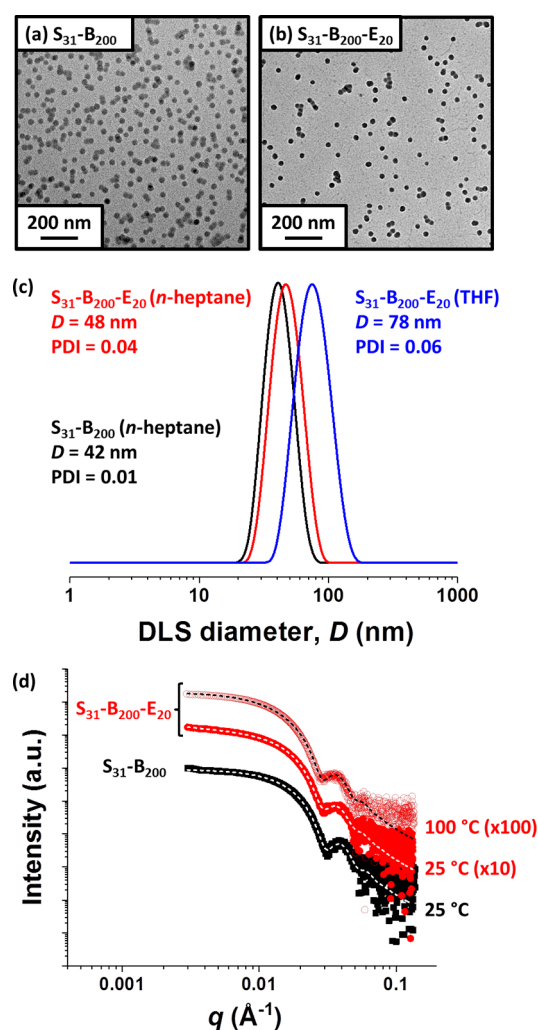 (a) S₃₁-B₂₀₀
200 nm
(b) S₃₁-B₂₀₀-E₂₀
200 nm
(c)
S₃₁-B₂₀₀-E₂₀ (n-heptane)
D = 48 nm
PDI = 0.04
S₃₁-B₂₀₀-E₂₀ (THF)
D = 78 nm
PDI = 0.06
S₃₁-B₂₀₀ (n-heptane)
D = 42 nm
PDI = 0.01
1 10 100 1000
DLS diameter, D (nm)
(d)
S₃₁-B₂₀₀-E₂₀
S₃₁-B₂₀₀
100 °C (x100)
25 °C (x10)
25 °C
Intensity (a.u.)
0.001 0.01 0.1
q (Å⁻¹)